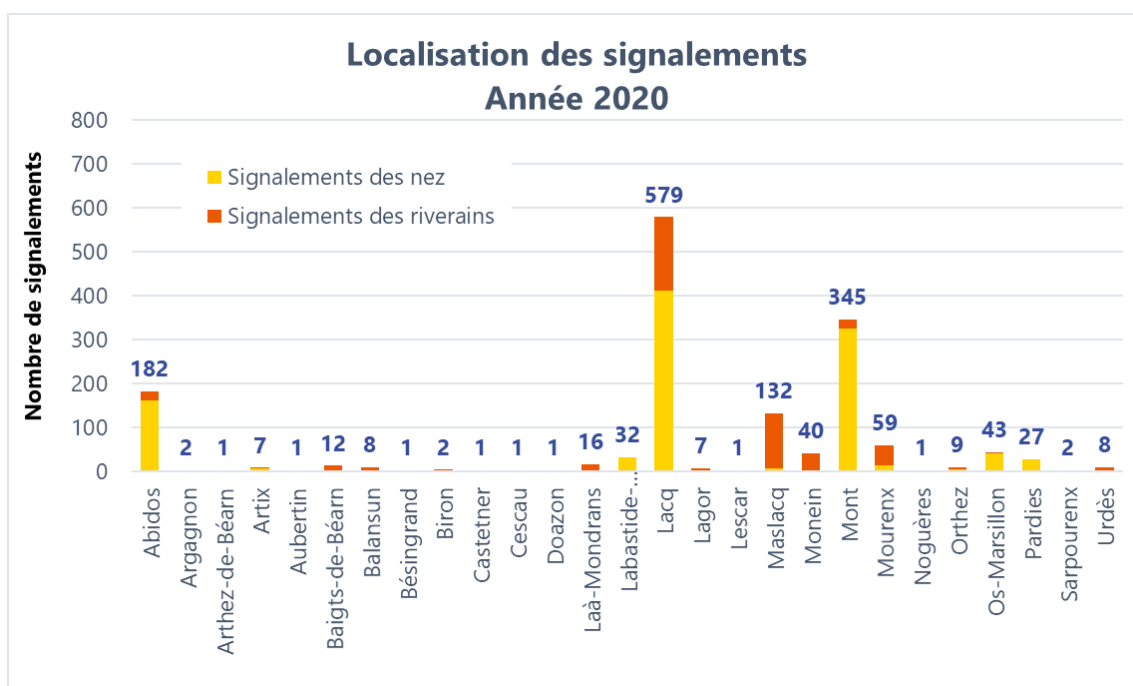 Localisation des signalements
Année 2020
Nombre de signalements
800
700
600
500
400
300
200
100
0
Signalements des nez
Signalements des riverains
182
2
1
7
1
12
8
1
2
1
1
1
16
32
579
7
1
132
40
345
59
1
9
43
27
2
8
Abidos
Argagnon
Arthez-de-Béarn
Artix
Aubertin
Baigts-de-Béarn
Balansun
Bésingrand
Biron
Castetner
Cescau
Doazon
Laà-Mondrans
Labastide-...
Lacq
Lagor
Lescar
Maslacq
Monein
Mont
Mourenx
Noguères
Orthez
Os-Marsillon
Pardies
Sarpourenx
Urdès